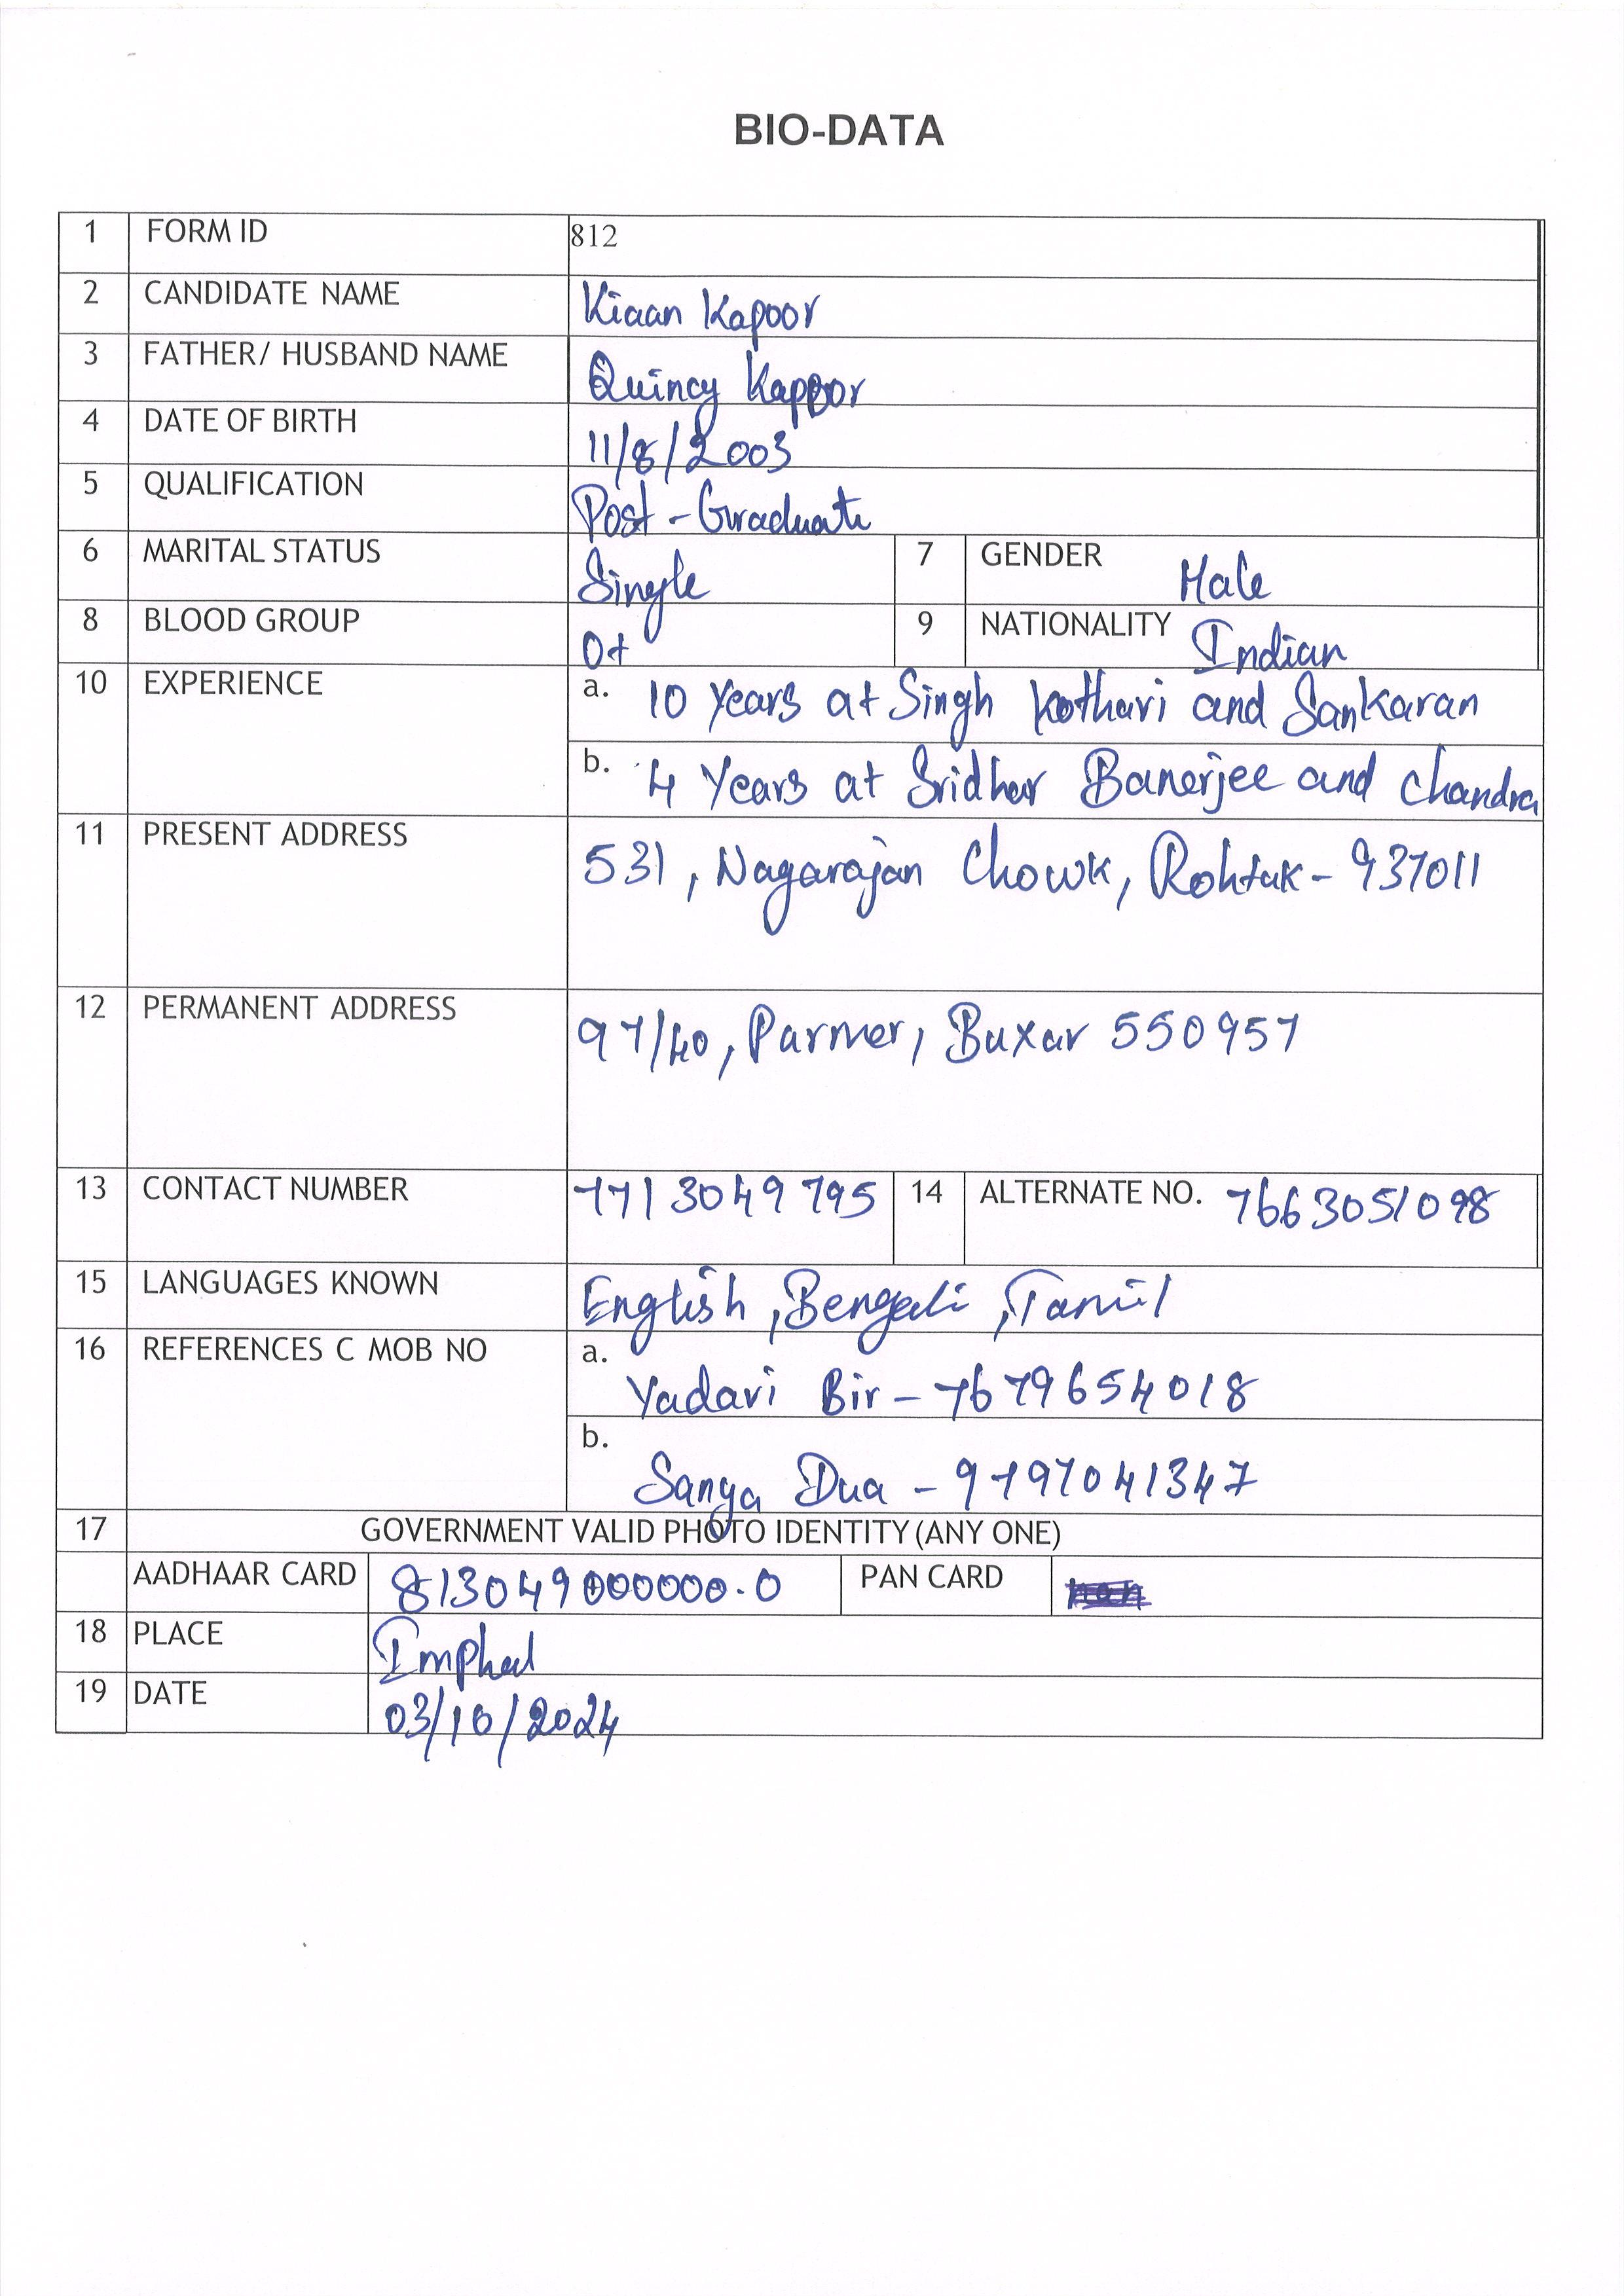 BIO-DATA
1 FORM ID 812
2 CANDIDATE NAME Kiaan Kapoor
3 FATHER/ HUSBAND NAME Quincy Kapoor
4 DATE OF BIRTH 11/8/2003
5 QUALIFICATION Post-Graduate
6 MARITAL STATUS Single 7 GENDER Male
8 BLOOD GROUP O+ 9 NATIONALITY Indian
10 EXPERIENCE a. 10 Years at Singh Kothari and Sankaran
b. 4 Years at Sridhar Banerjee and Chandra
11 PRESENT ADDRESS 531, Nagarajan Chowk, Rohtak-937011
12 PERMANENT ADDRESS 97/40, Parmer, Buxar 550957
13 CONTACT NUMBER 7713049795 14 ALTERNATE NO. 7663051098
15 LANGUAGES KNOWN English, Bengali, Tamil
16 REFERENCES C MOB NO a.
Yadavi Bir - 7679654018
b.
Sanya Dua - 9797041347
17 GOVERNMENT VALID PHOTO IDENTITY (ANY ONE)
AADHAAR CARD 813049000000.0 PAN CARD
18 PLACE Imphal
19 DATE 03/10/2024